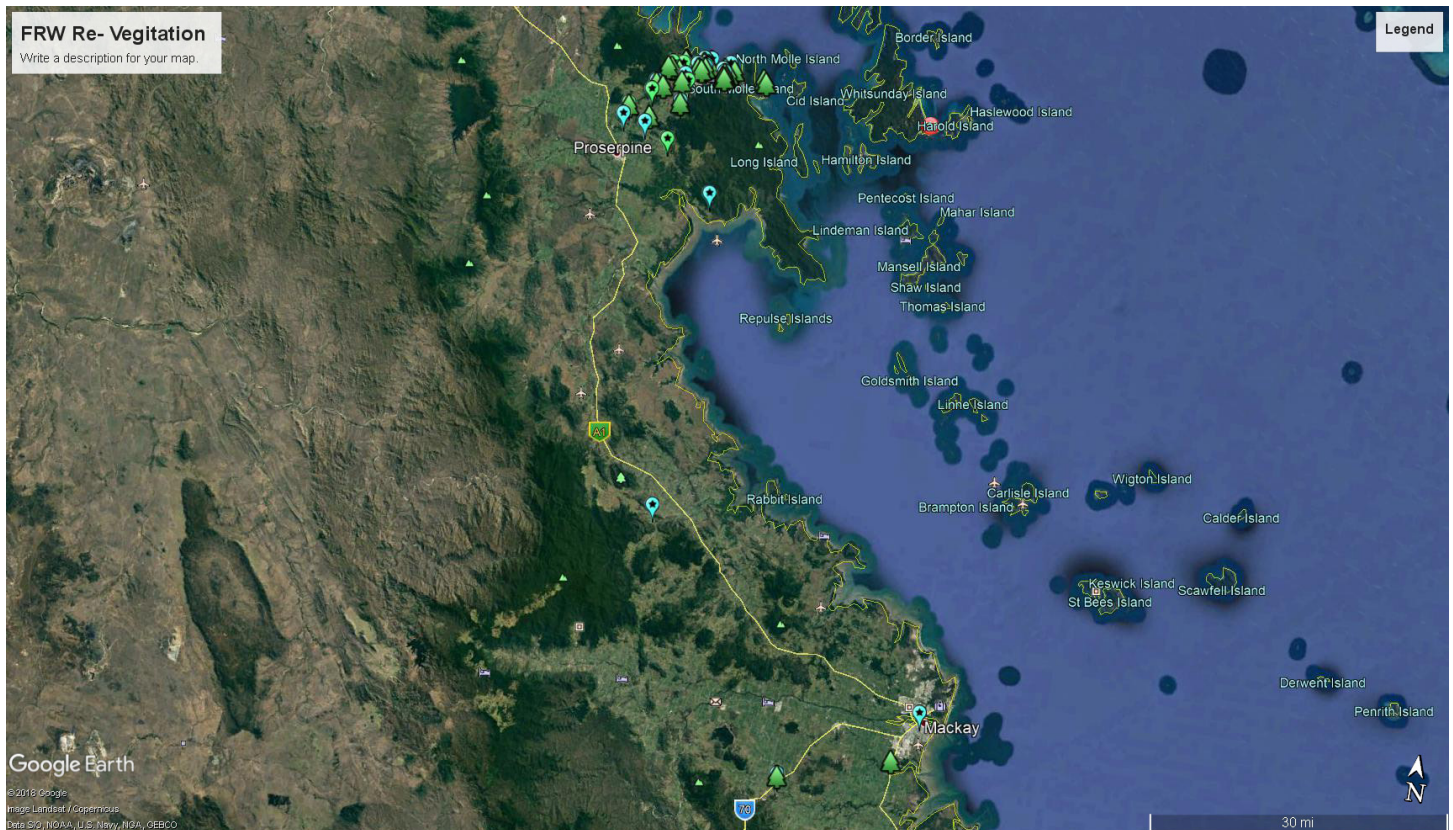 FRW Re- Vegitation
Write a description for your map.
Legend
Border Island
North Molle Island
South Molle Island
Whitsunday Island
Cid Island
Haslewood Island
Harold Island
Proserpine
Long Island
Hamilton Island
Pentecost Island
Mahar Island
Lindeman Island
Mansell Island
Shaw Island
Thomas Island
Repulse Islands
Goldsmith Island
Linne Island
A1
Wigton Island
Carlisle Island
Rabbit Island
Brampton Island
Calder Island
Keswick Island
Scawfell Island
St Bees Island
Derwent Island
Penrith Island
Mackay
Google Earth
©2018 Google
Image Landsat / Copernicus
Data SIO, NOAA, U.S. Navy, NGA, GEBCO
70
N
30 mi